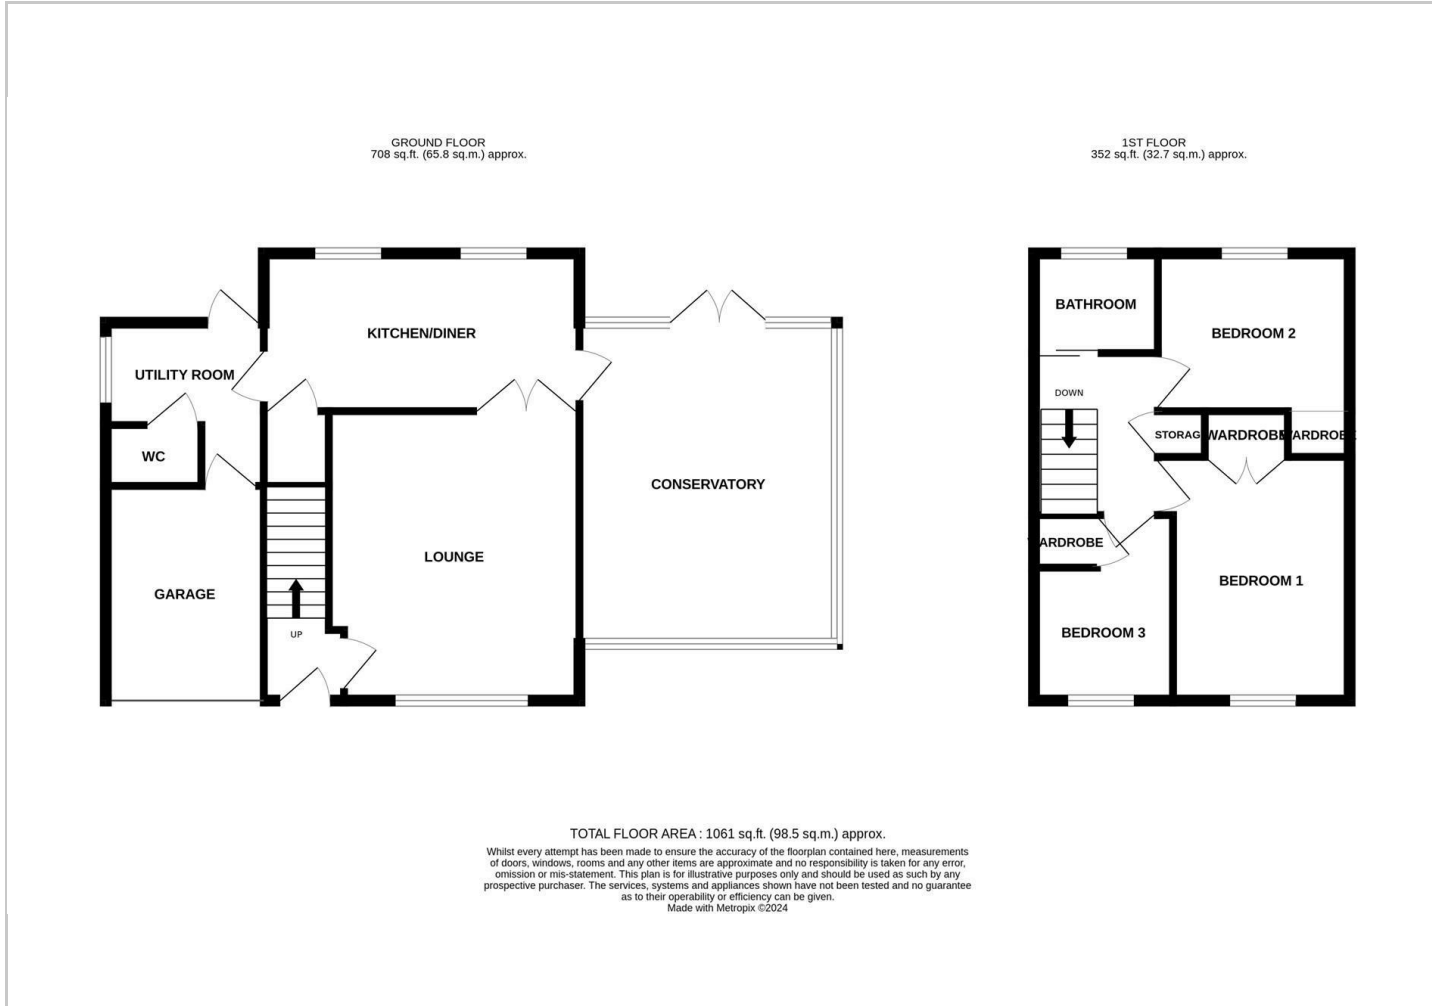 GROUND FLOOR
708 sq.ft. (65.8 sq.m.) approx.
1ST FLOOR
352 sq.ft. (32.7 sq.m.) approx.
KITCHEN/DINER
UTILITY ROOM
WC
CONSERVATORY
LOUNGE
GARAGE
UP
BATHROOM
BEDROOM 2
DOWN
STORAG
WARDROBE
WARDROBE
WARDROBE
BEDROOM 1
BEDROOM 3
TOTAL FLOOR AREA : 1061 sq.ft. (98.5 sq.m.) approx.
Whilst every attempt has been made to ensure the accuracy of the floorplan contained here, measurements
of doors, windows, rooms and any other items are approximate and no responsibility is taken for any error,
omission or mis-statement. This plan is for illustrative purposes only and should be used as such by any
prospective purchaser. The services, systems and appliances shown have not been tested and no guarantee
as to their operability or efficiency can be given.
Made with Metropix ©2024